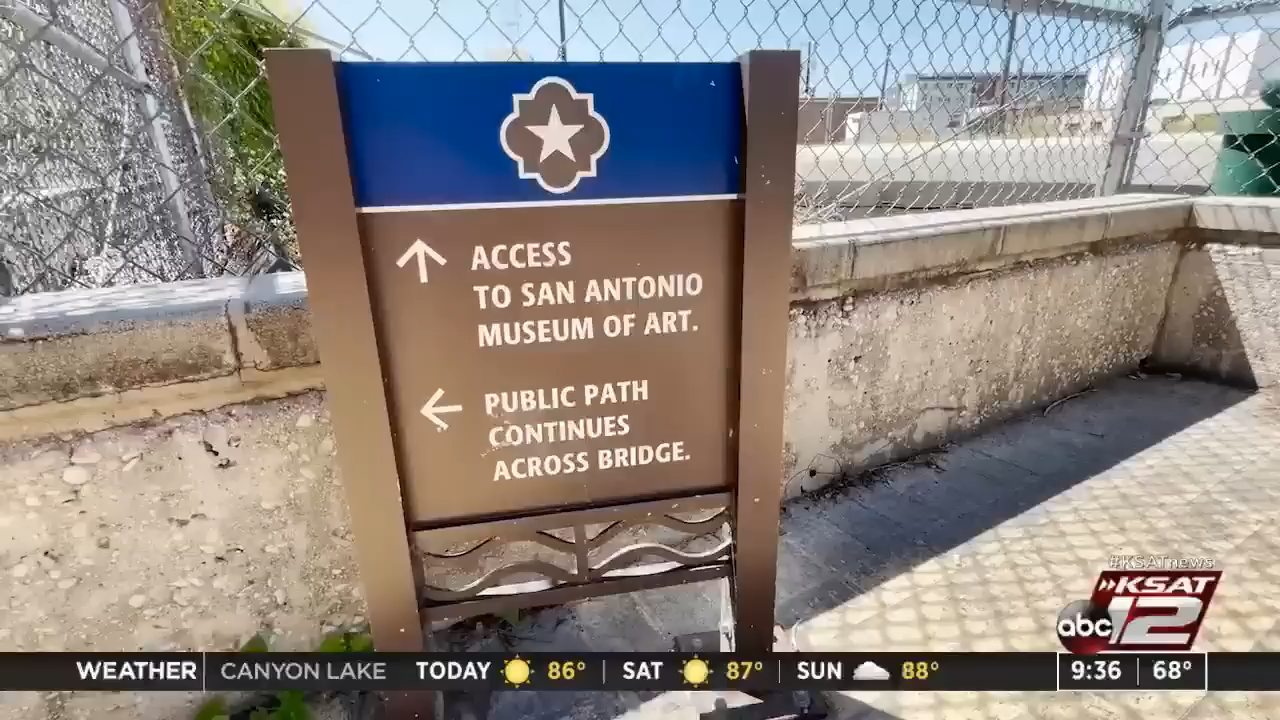 ACCESS
TO SAN ANTONIO
MUSEUM OF ART.
PUBLIC PATH
CONTINUES
ACROSS BRIDGE.
#KSATnews
KSAT
abc 12
WEATHER CANYON LAKE TODAY 86° SAT 87° SUN 88° 9:36 68°